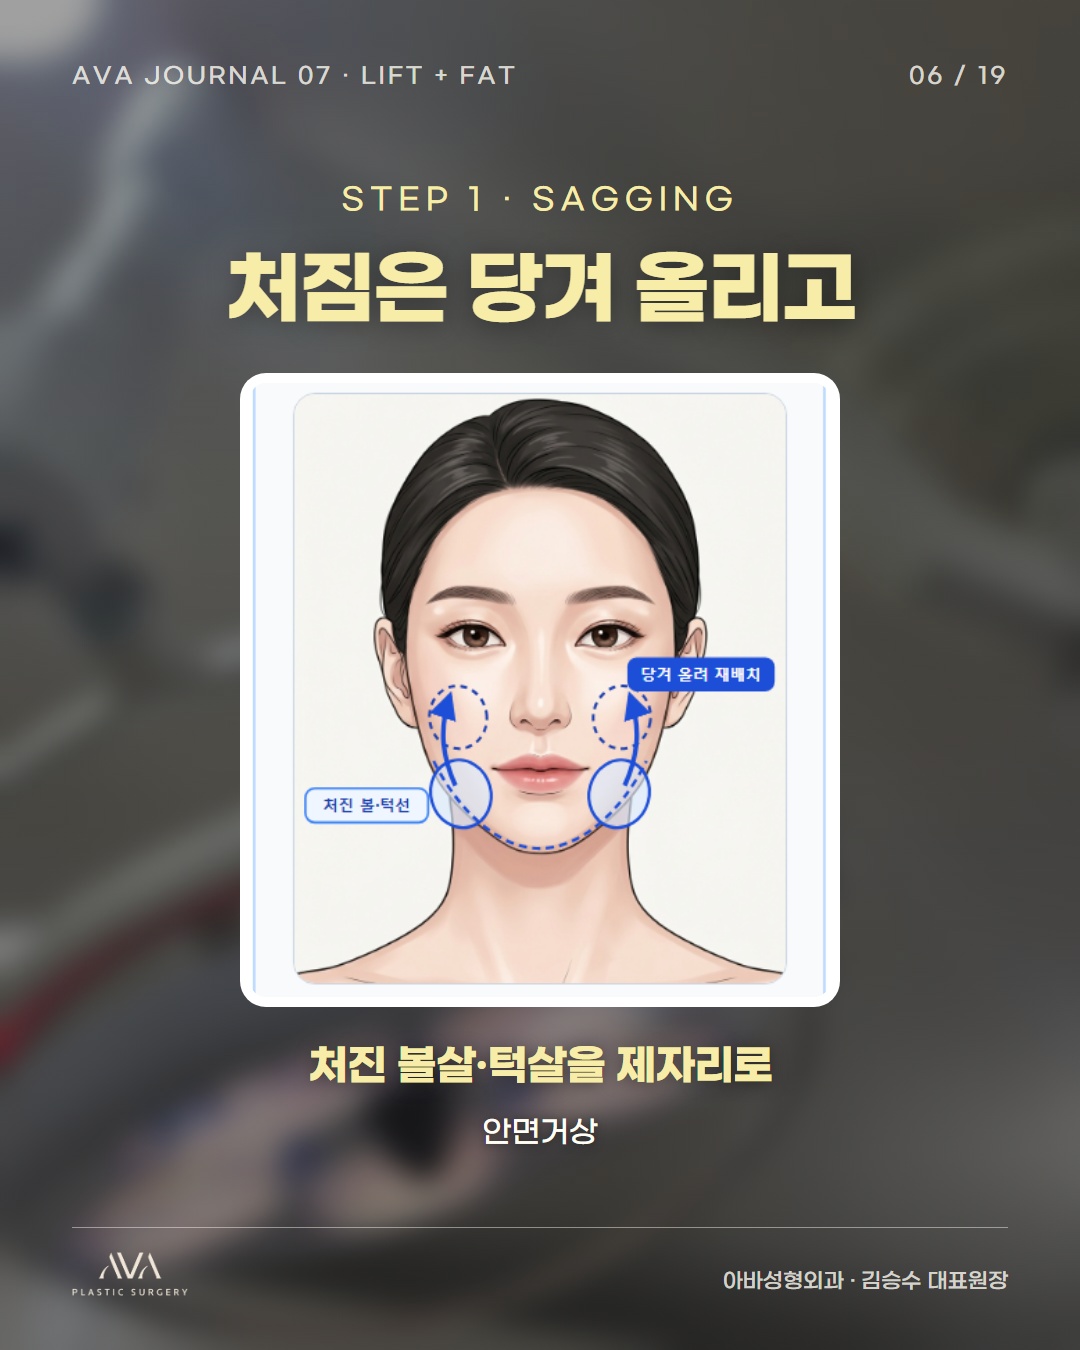 AVA JOURNAL 07 · LIFT + FAT
06 / 19
STEP 1 · SAGGING
처짐은 당겨 올리고
당겨 올려 재배치
처진 볼·턱선
처진 볼살·턱살을 제자리로
안면거상
AVA
PLASTIC SURGERY
아바성형외과 · 김승수 대표원장